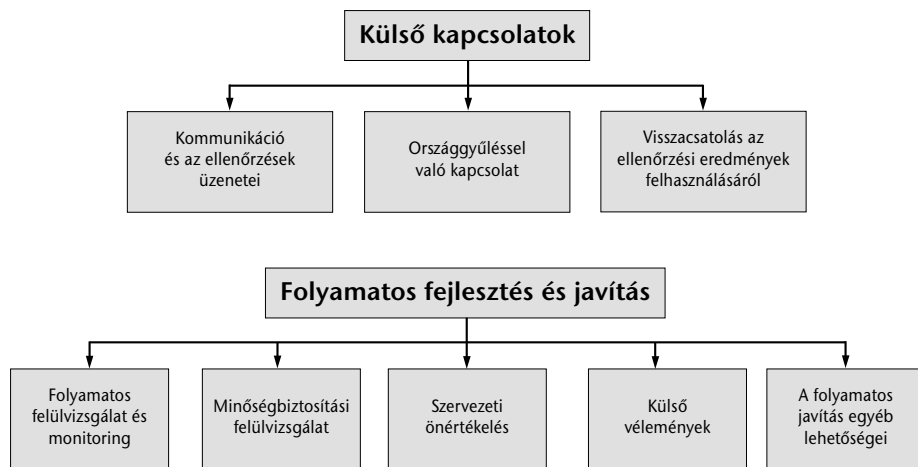 Külső kapcsolatok
Kommunikáció
és az ellenőrzések
üzenetei
Országgyűléssel
való kapcsolat
Visszacsatolás az
ellenőrzési eredmények
felhasználásáról
Folyamatos fejlesztés és javítás
Folyamatos
felülvizsgálat és
monitoring
Minőségbiztosítási
felülvizsgálat
Szervezeti
önértékelés
Külső
vélemények
A folyamatos
javítás egyéb
lehetőségei